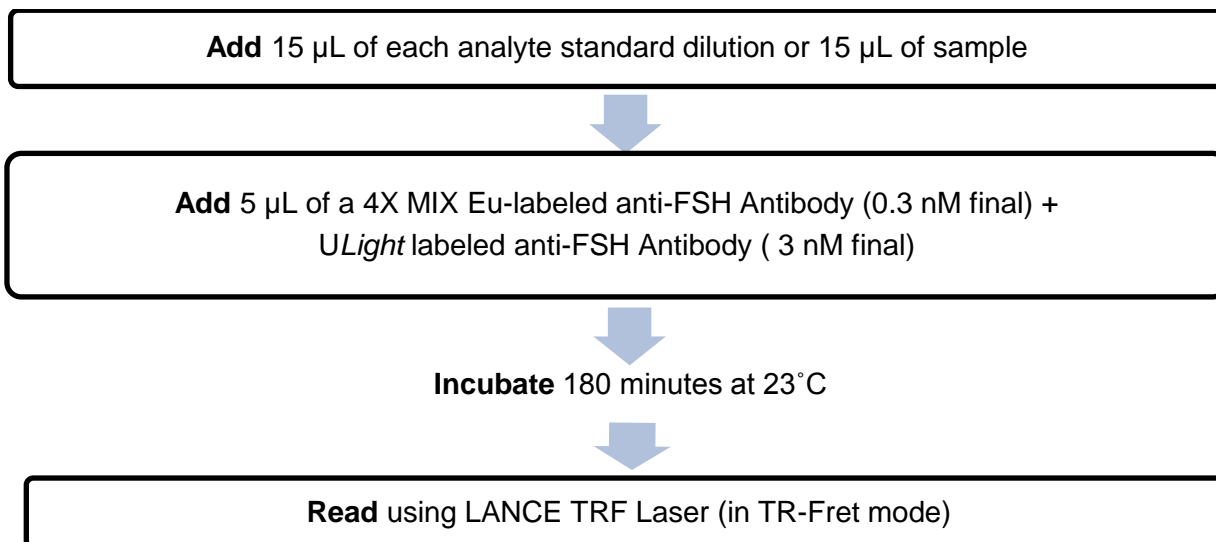 Add 15 µL of each analyte standard dilution or 15 µL of sample
Add 5 µL of a 4X MIX Eu-labeled anti-FSH Antibody (0.3 nM final) +
ULight labeled anti-FSH Antibody ( 3 nM final)
Incubate 180 minutes at 23˚C
Read using LANCE TRF Laser (in TR-Fret mode)